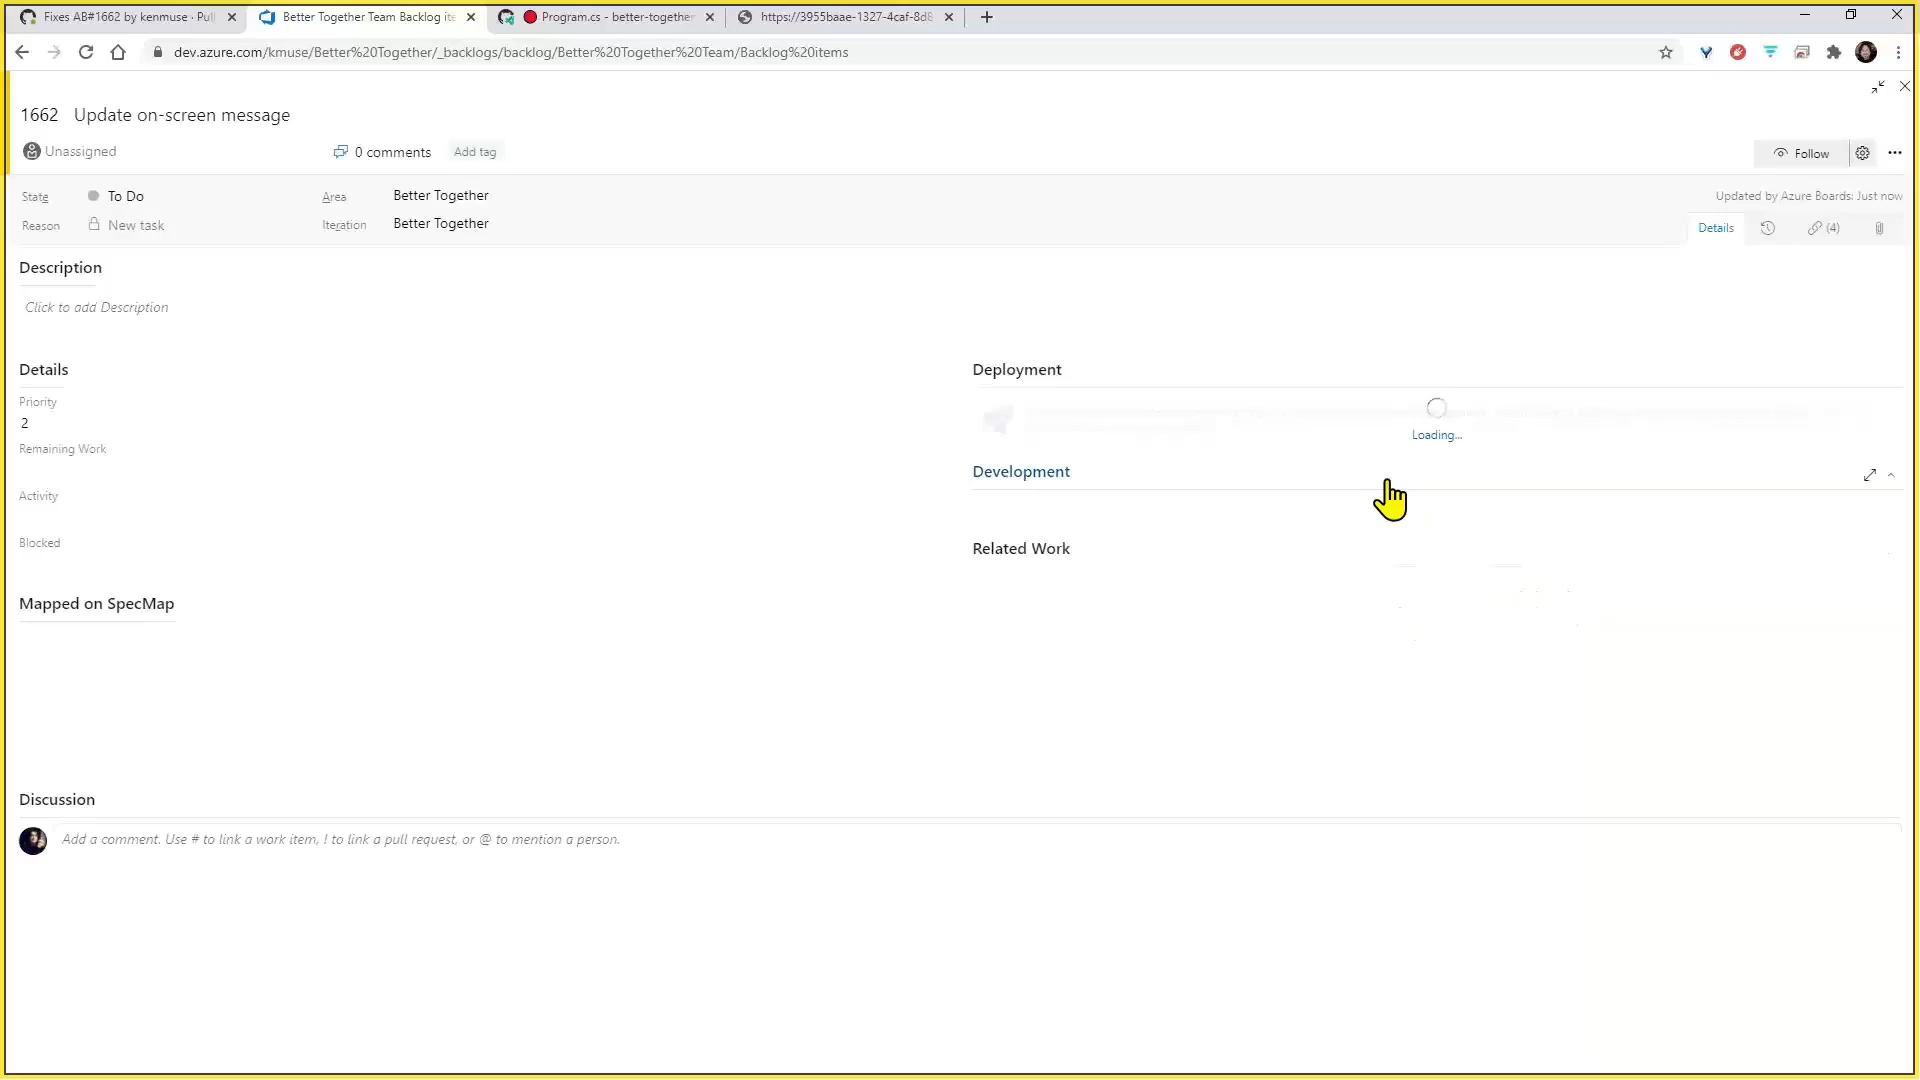 Fixes AB#1662 by kenmuse · Pull
Better Together Team Backlog ite
Program.cs - better-together
https://3955baae-1327-4caf-8d8
dev.azure.com/kmuse/Better%20Together/_backlogs/backlog/Better%20Together%20Team/Backlog%20items
1662 Update on-screen message
Unassigned
0 comments
Add tag
Follow
State
To Do
Area
Better Together
Updated by Azure Boards: Just now
Reason
New task
Iteration
Better Together
Details
(4)
Description
Click to add Description
Details
Deployment
Priority
2
Loading...
Remaining Work
Development
Activity
Blocked
Related Work
Mapped on SpecMap
Discussion
Add a comment. Use # to link a work item, ! to link a pull request, or @ to mention a person.